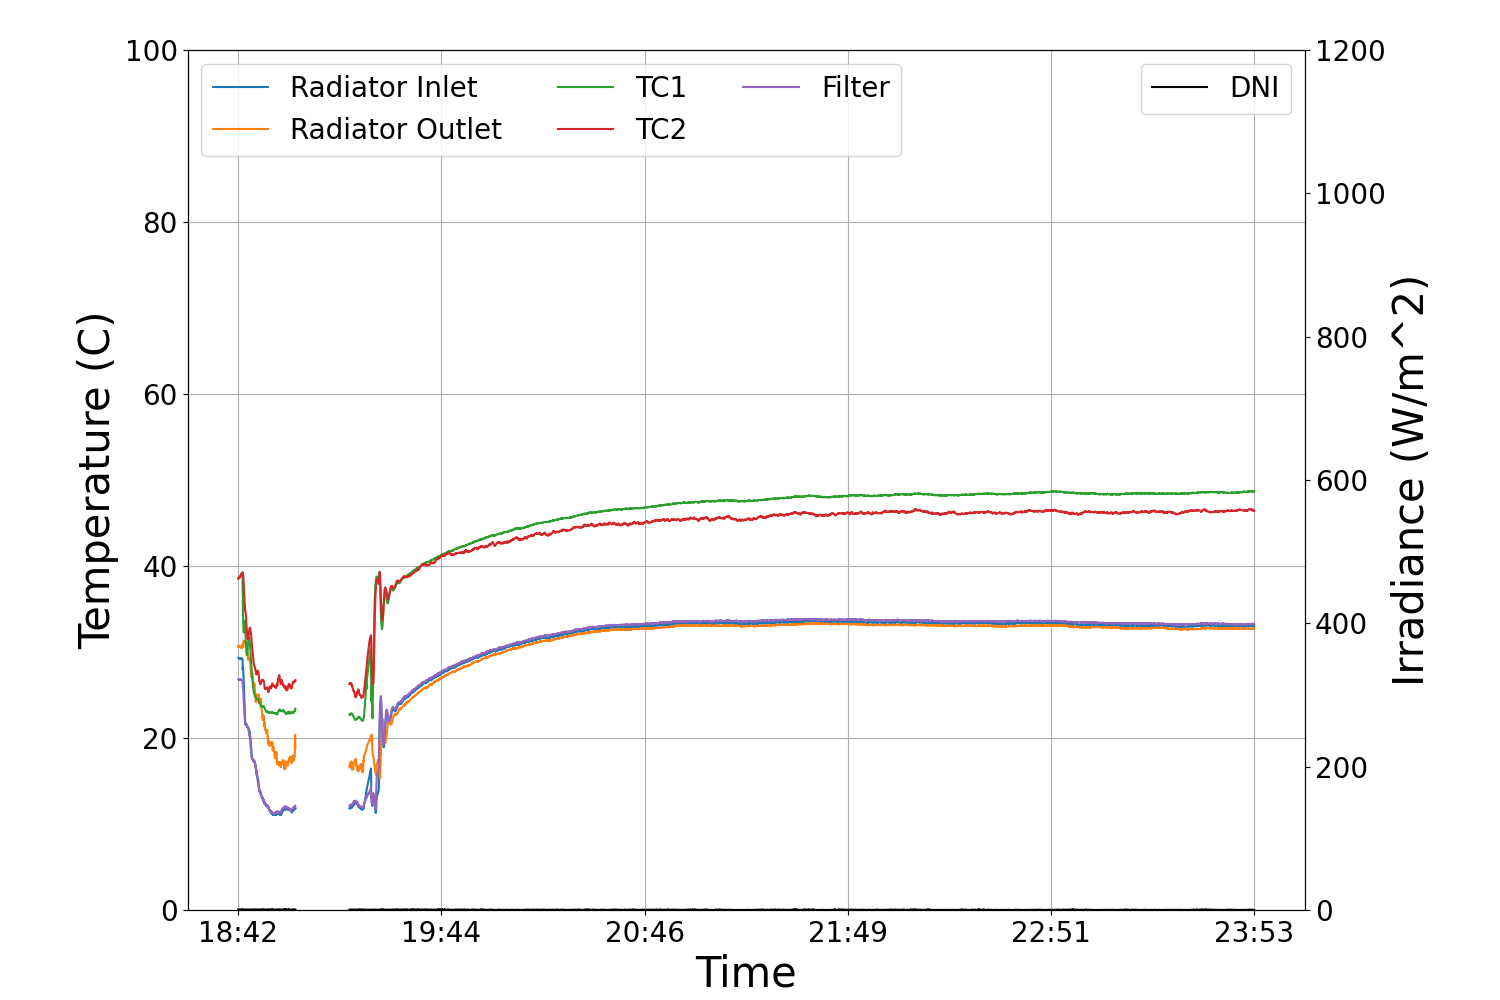 100
80
60
40
20
0
Temperature (C)
Radiator Inlet
Radiator Outlet
TC1
TC2
Filter
DNI
1200
1000
800
600
400
200
0
Irradiance (W/m^2)
18:42 19:44 20:46 21:49 22:51 23:53
Time